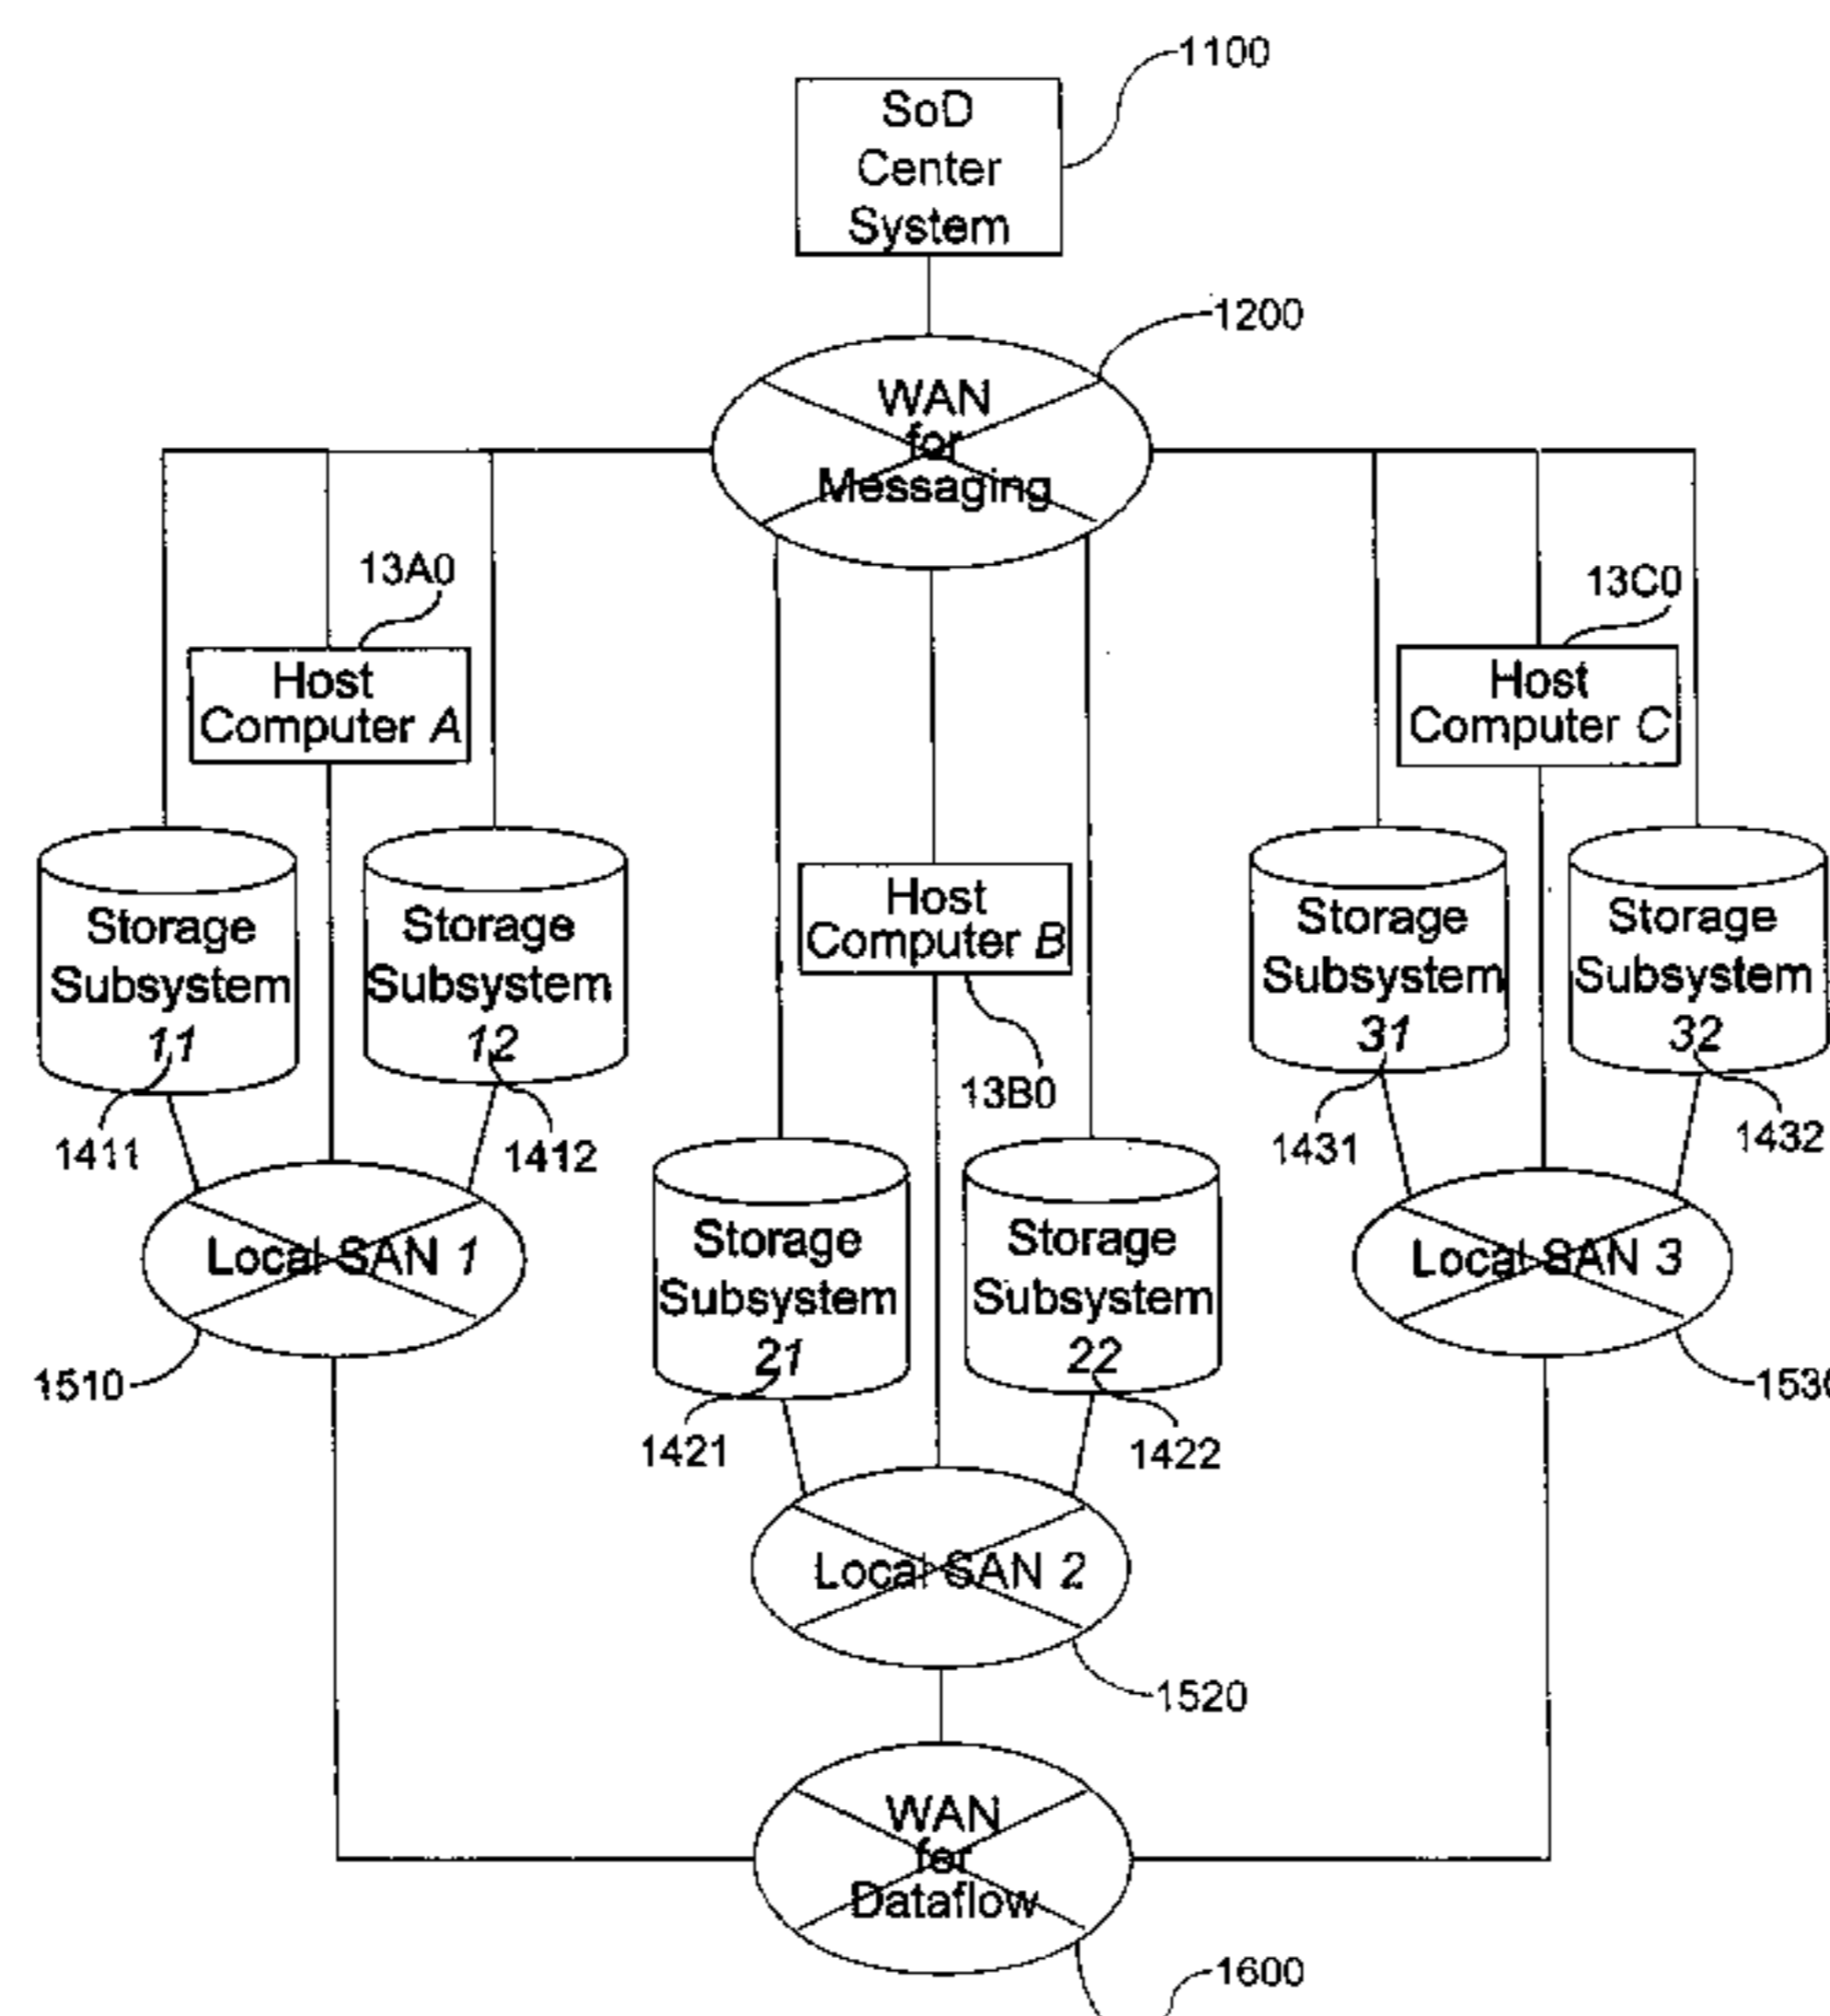 1100
SoD
Center
System
1200
WAN
for
Messaging
13A0
13C0
Host
Computer A
Host
Computer C
Host
Computer B
13B0
Storage
Subsystem
11
Storage
Subsystem
12
Storage
Subsystem
31
Storage
Subsystem
32
1411
1412
1431
1432
Storage
Subsystem
21
Storage
Subsystem
22
Local SAN 1
Local SAN 3
1510
1421
1422
Local SAN 2
1520
WAN
for
Dataflow
1600